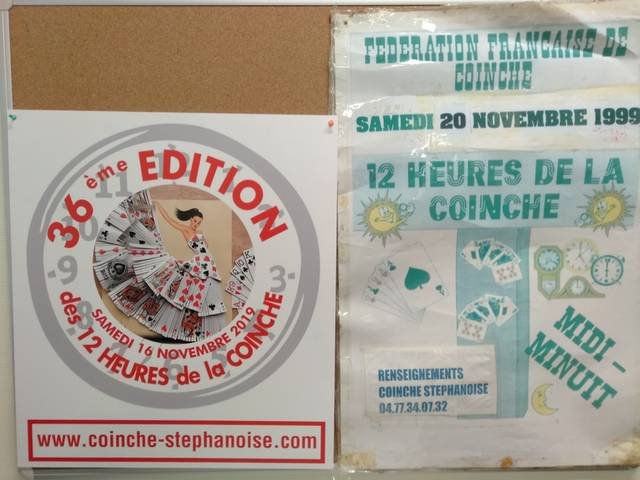 36ème EDITION
SAMEDI 16 NOVEMBRE 2019
des 12 HEURES de la COINCHE
www.coinche-stephanoise.com
FEDERATION FRANCAISE DE
COINCHE
SAMEDI 20 NOVEMBRE 1999
12 HEURES DE LA
COINCHE
MIDI -
MINUIT
RENSEIGNEMENTS
COINCHE STEPHANOISE
04.77.34.07.32